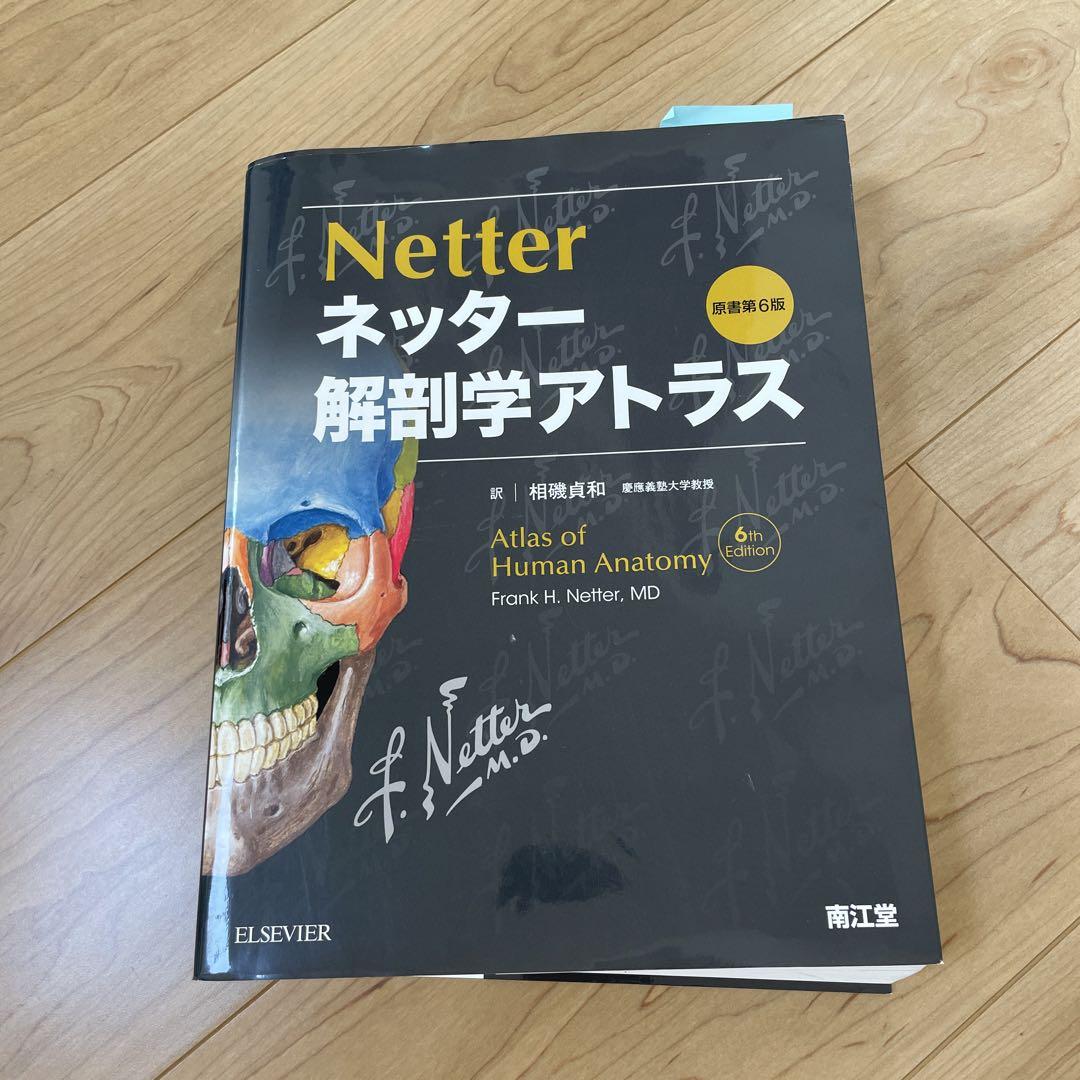 Netter
ネッター
解剖学アトラス
原書第6版
訳｜相磯貞和 慶應義塾大学教授
Atlas of
Human Anatomy
6th
Edition
Frank H. Netter, MD
F. Netter
M.D.
ELSEVIER
南江堂